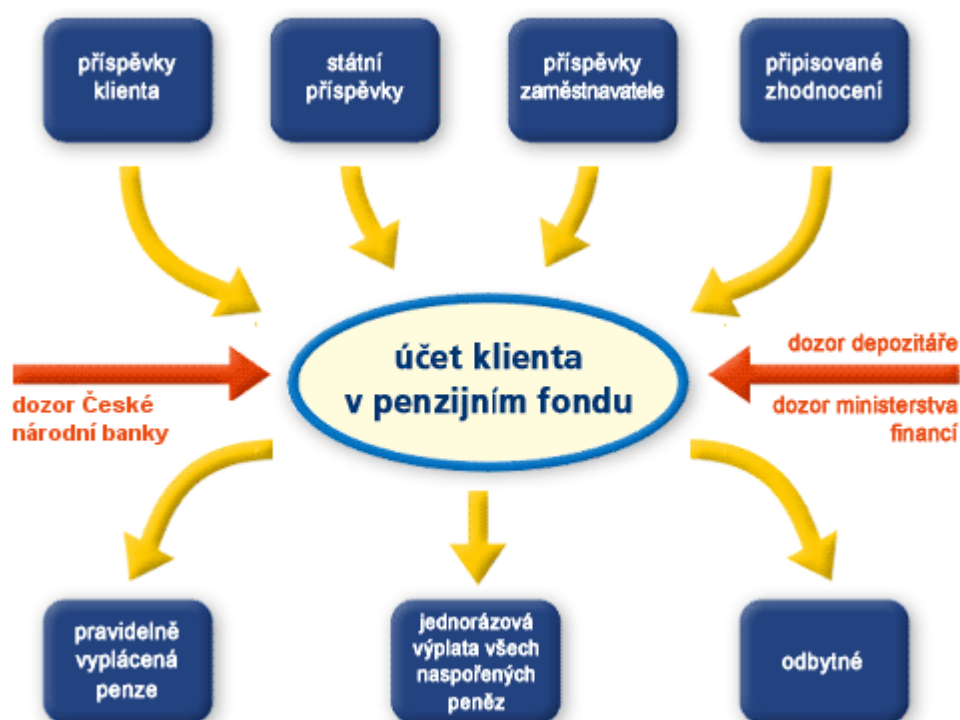 příspěvky
klienta
státní
příspěvky
příspěvky
zaměstnavatele
připisované
zhodnocení
účet klienta
v penzijním fondu
dozor České
národní banky
dozor depozitáře
dozor ministerstva
financí
pravidelně
vyplácená
penze
jednorázová
výplata všech
naspořených
peněz
odbytné